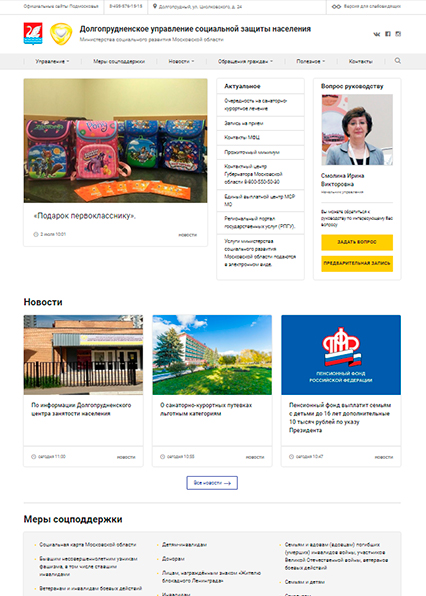 Официальные сайты Подмосковья
г.Долгопрудный, ул. Циолковского, д. 24
Версия для слабовидящих
Долгопрудненское управление социальной защиты населения
Министерства социального развития Московской области
Управление
Меры соцподдержки
Новости
Обращения граждан
Полезное
Контакты
«Подарок первокласснику».
2 июля 10:01
НОВОСТИ
Актуальное
Очередность на санаторно-
курортное лечение
Запись на прием
Контакты МФЦ
Прожиточный минимум
Контактный центр
Губернатора Московской
области 8-800-550-50-30
Единый выплатной центр МСР
МО
Региональный портал
государственных услуг (РПГУ).
Услуги министерства
социального развития
Московской области подаются
в электронном виде.
Вопрос руководству
Смолина Ирина
Викторовна
Начальник управления
Вы можете обратиться к
руководству по интересующему Вас
вопросу.
ЗАДАТЬ ВОПРОС
ПРЕДВАРИТЕЛЬНАЯ ЗАПИСЬ
Новости
ПЕНСИОННЫЙ ФОНД
РОССИЙСКОЙ ФЕДЕРАЦИИ
По информации Долгопрудненского
центра занятости населения
сегодня 11:00
НОВОСТИ
О санаторно-курортных путевках
льготным категориям
сегодня 10:55
НОВОСТИ
Пенсионный фонд выплатит семьям
с детьми до 16 лет дополнительные
10 тысяч рублей по указу
Президента
сегодня 10:47
НОВОСТИ
Все новости
Меры соцподдержки
Социальная карта Московской области
Бывшим несовершеннолетним узникам
фашизма, в том числе ставшим
инвалидами
Ветеранам и инвалидам боевых действий
Детям-инвалидам
Донорам
Лицам, награждённым знаком «Жителю
блокадного Ленинграда»
Инвалидам
Семьям и вдовам (вдовцам) погибших
(умерших) инвалидов войны, участников
Великой Отечественной войны, ветеранов
боевых действий
Семьям и детям